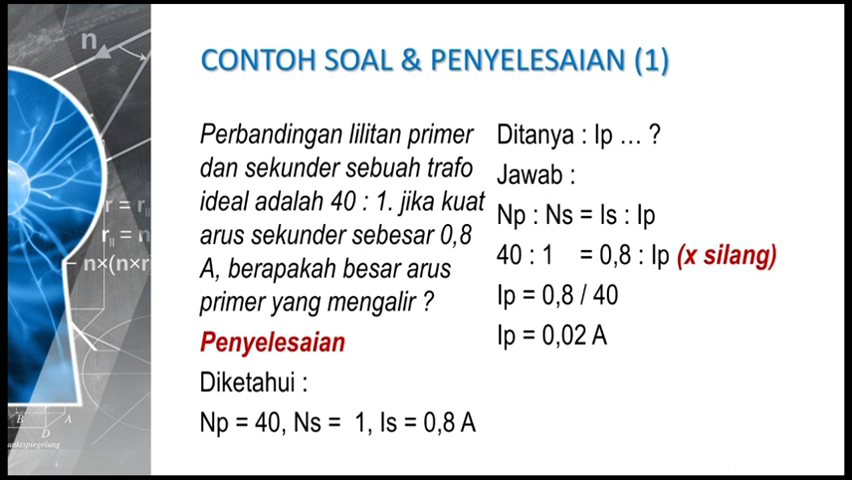 CONTOH SOAL & PENYELESAIAN (1)
Perbandingan lilitan primer
dan sekunder sebuah trafo
ideal adalah 40 : 1. jika kuat
arus sekunder sebesar 0,8
A, berapakah besar arus
primer yang mengalir ?
Penyelesaian
Diketahui :
Np = 40, Ns = 1, Is = 0,8 A
Ditanya : Ip ... ?
Jawab :
Np : Ns = Is : Ip
40 : 1 = 0,8 : Ip (x silang)
Ip = 0,8 / 40
Ip = 0,02 A
n
r = r
r = n
n×(n×r
B
A
D